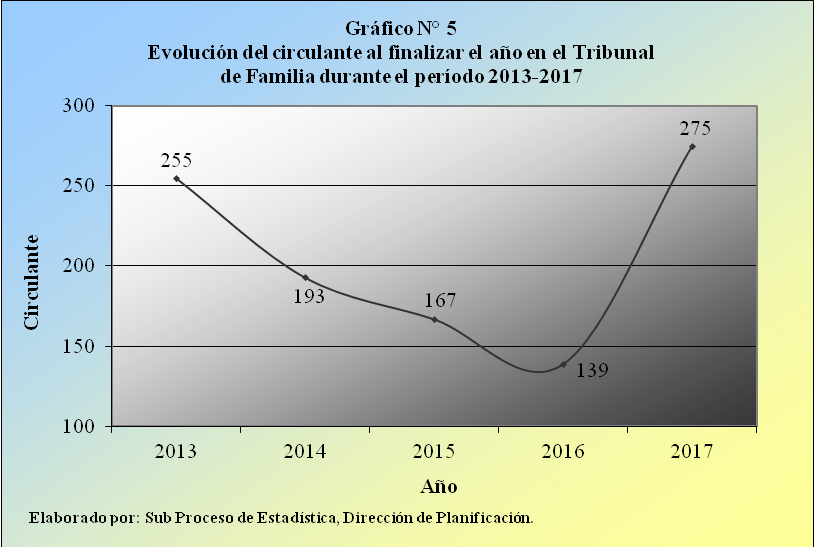 Gráfico N° 5
Evolución del circulante al finalizar el año en el Tribunal
de Familia durante el período 2013-2017
300
250
200
150
100
Circulante
255
193
167
139
275
2013 2014 2015 2016 2017
Año
Elaborado por: Sub Proceso de Estadística, Dirección de Planificación.